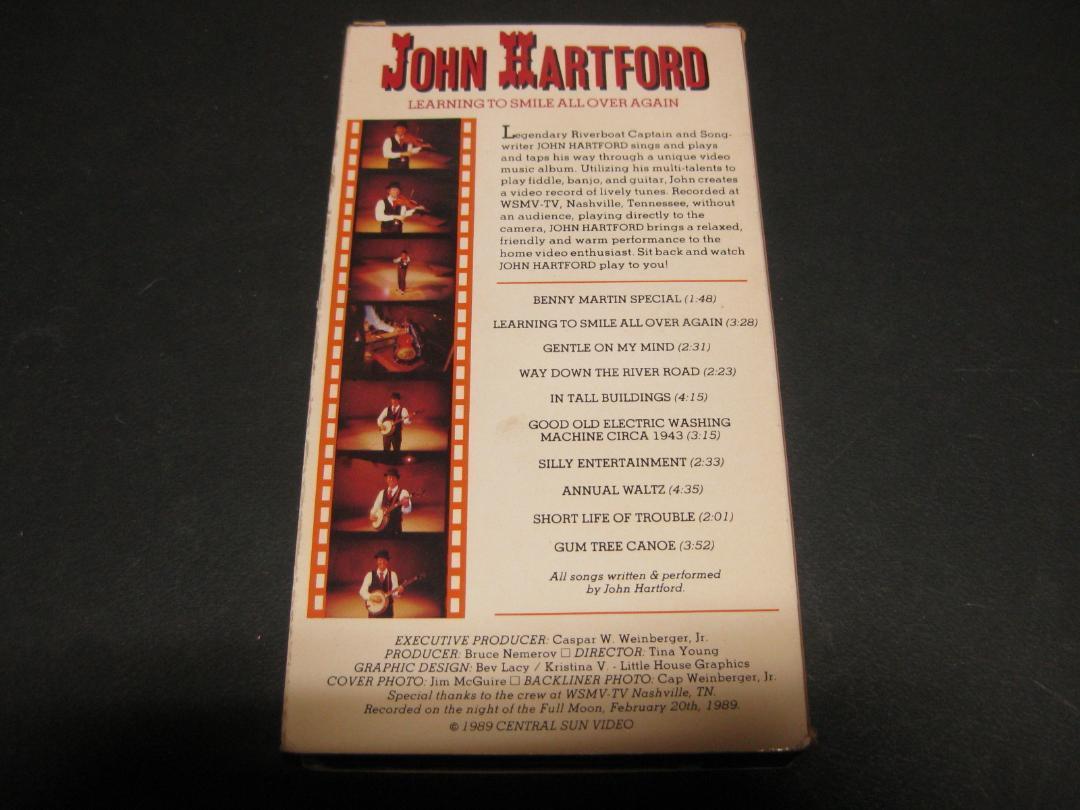 JOHN HARTFORD
LEARNING TO SMILE ALL OVER AGAIN
Legendary Riverboat Captain and Song-
writer JOHN HARTFORD sings and plays
and taps his way through a unique video
music album. Utilizing his multi-talents to
play fiddle, banjo, and guitar, John creates
a video record of lively tunes. Recorded at
WSMV-TV, Nashville, Tennessee, without
an audience, playing directly to the
camera, JOHN HARTFORD brings a relaxed,
friendly and warm performance to the
home video enthusiast. Sit back and watch
JOHN HARTFORD play to you!
BENNY MARTIN SPECIAL (1:48)
LEARNING TO SMILE ALL OVER AGAIN (3:28)
GENTLE ON MY MIND (2:31)
WAY DOWN THE RIVER ROAD (2:23)
IN TALL BUILDINGS (4:15)
GOOD OLD ELECTRIC WASHING
MACHINE CIRCA 1943 (3:15)
SILLY ENTERTAINMENT (2:33)
ANNUAL WALTZ (4:35)
SHORT LIFE OF TROUBLE (2:01)
GUM TREE CANOE (3:52)
All songs written & performed
by John Hartford.
EXECUTIVE PRODUCER: Caspar W. Weinberger, Jr.
PRODUCER: Bruce Nemerov □ DIRECTOR: Tina Young
GRAPHIC DESIGN: Bev Lacy / Kristina V. - Little House Graphics
COVER PHOTO: Jim McGuire □ BACKLINER PHOTO: Cap Weinberger, Jr.
Special thanks to the crew at WSMV-TV Nashville, TN.
Recorded on the night of the Full Moon, February 20th, 1989.
© 1989 CENTRAL SUN VIDEO